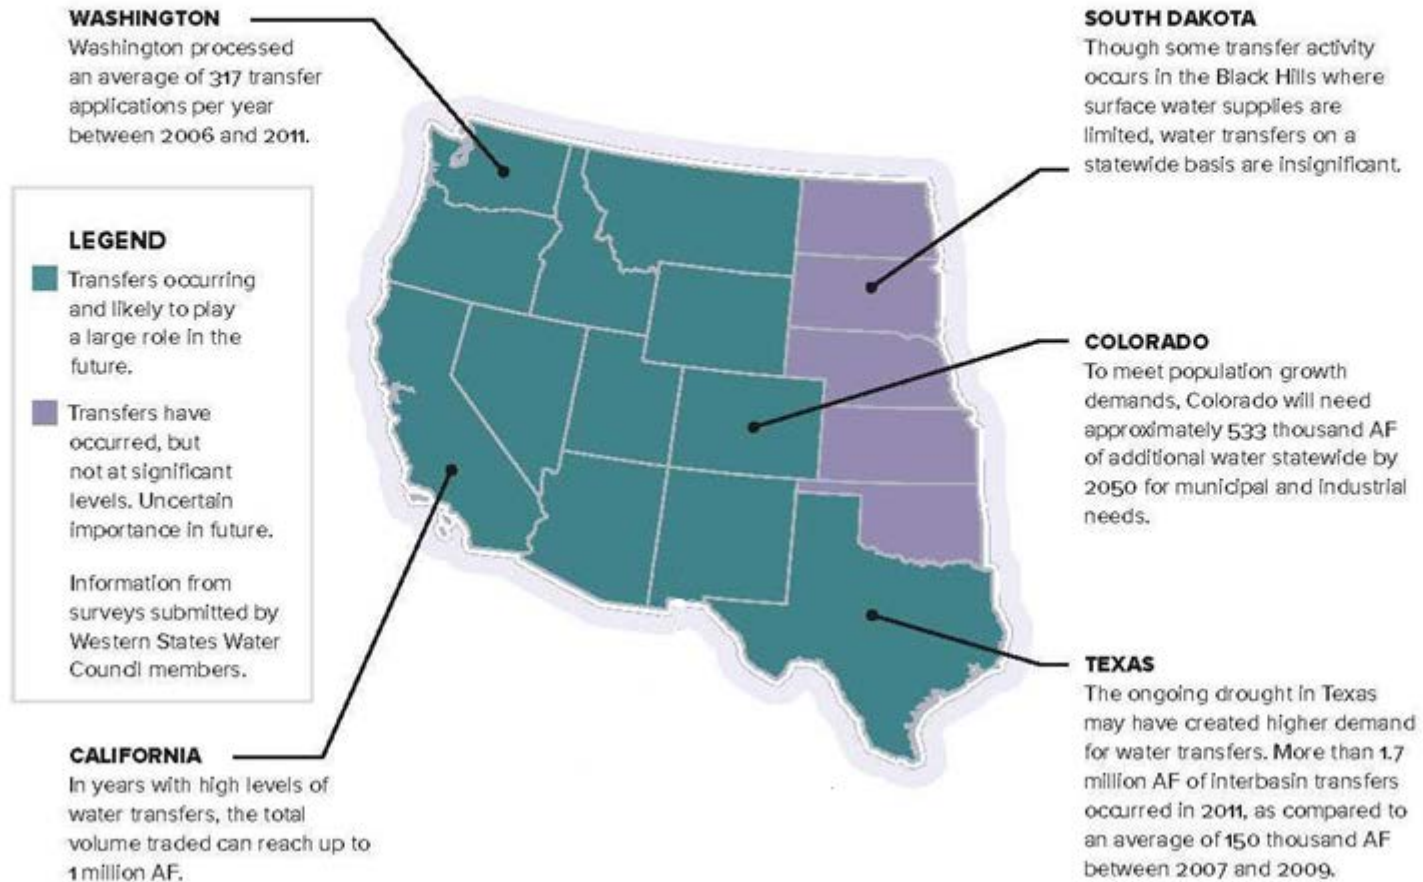 WASHINGTON
Washington processed
an average of 317 transfer
applications per year
between 2006 and 2011.
LEGEND
Transfers occurring
and likely to play
a large role in the
future.
Transfers have
occurred, but
not at significant
levels. Uncertain
importance in future.
Information from
surveys submitted by
Western States Water
Council members.
CALIFORNIA
In years with high levels of
water transfers, the total
volume traded can reach up to
1 million AF.
SOUTH DAKOTA
Though some transfer activity
occurs in the Black Hills where
surface water supplies are
limited, water transfers on a
statewide basis are insignificant.
COLORADO
To meet population growth
demands, Colorado will need
approximately 533 thousand AF
of additional water statewide by
2050 for municipal and industrial
needs.
TEXAS
The ongoing drought in Texas
may have created higher demand
for water transfers. More than 1.7
million AF of interbasin transfers
occurred in 2011, as compared to
an average of 150 thousand AF
between 2007 and 2009.